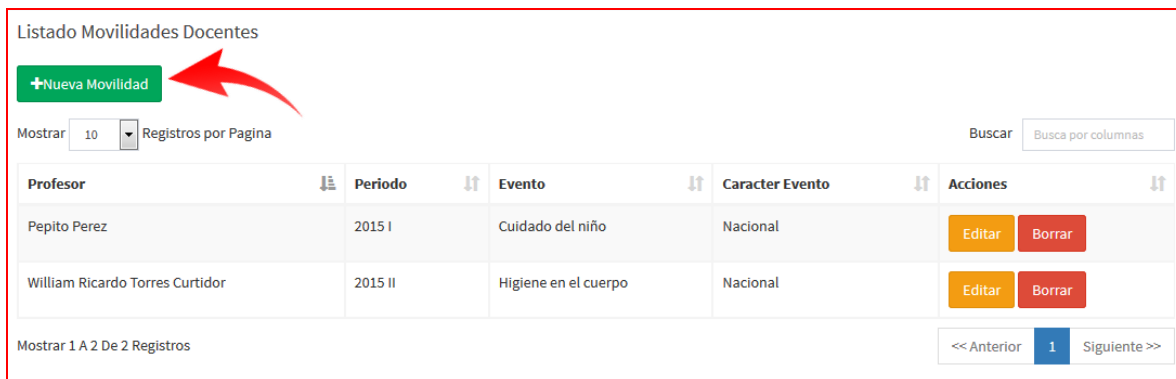 Listado Movilidades Docentes
+Nueva Movilidad
Mostrar 10 Registros por Pagina Buscar Busca por columnas
Profesor Periodo Evento Caracter Evento Acciones
Pepito Perez 2015 I Cuidado del niño Nacional Editar Borrar
William Ricardo Torres Curtidor 2015 II Higiene en el cuerpo Nacional Editar Borrar
Mostrar 1 A 2 De 2 Registros << Anterior 1 Siguiente >>